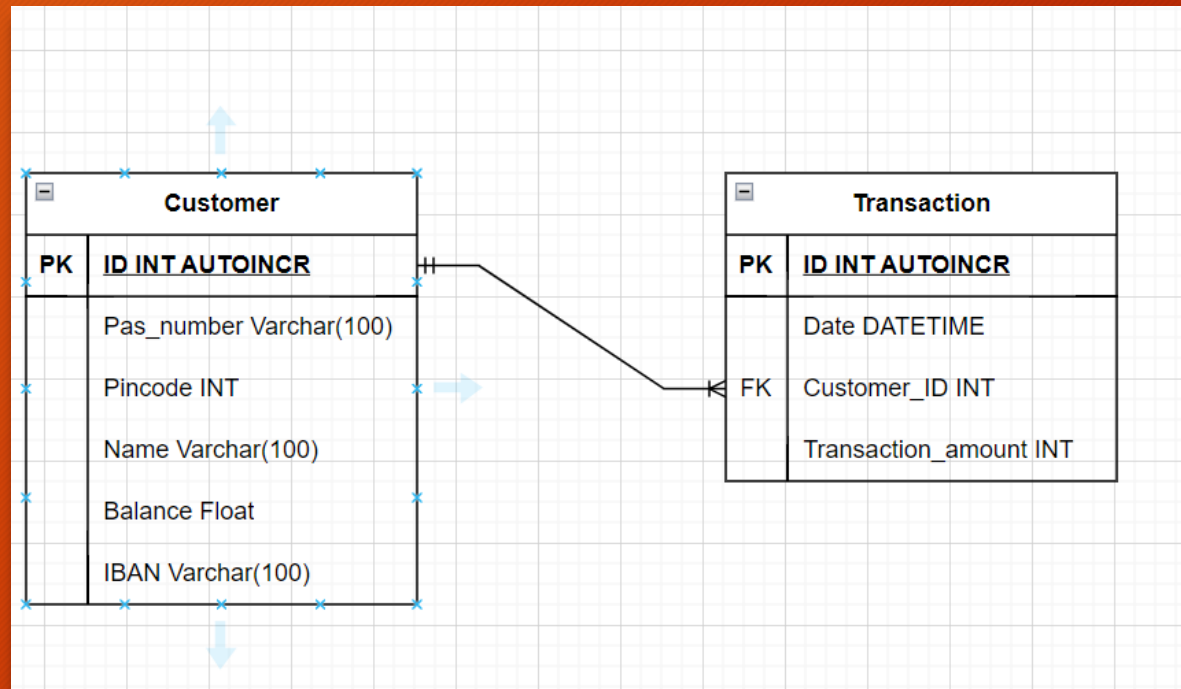 Customer
PK ID INT AUTOINCR
Pas_number Varchar(100)
Pincode INT
Name Varchar(100)
Balance Float
IBAN Varchar(100)
Transaction
PK ID INT AUTOINCR
Date DATETIME
FK Customer_ID INT
Transaction_amount INT